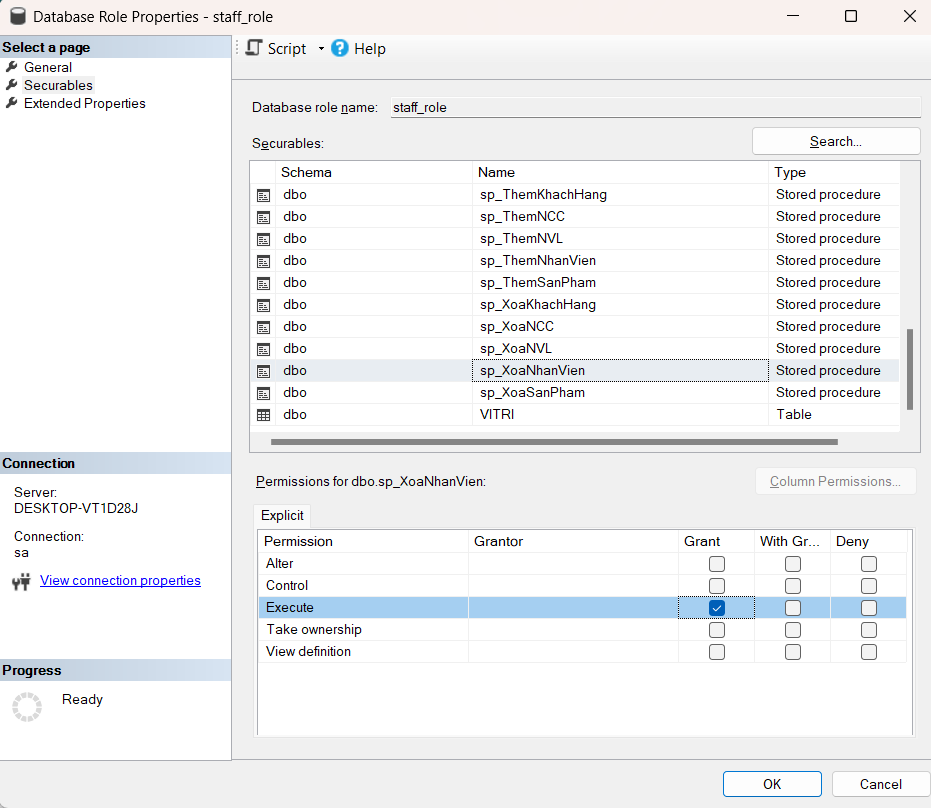 Database Role Properties - staff_role
Select a page
General
Securables
Extended Properties
Script
Help
Database role name: staff_role
Securables:
Search...
Schema Name Type
dbo sp_ThemKhachHang Stored procedure
dbo sp_ThemNCC Stored procedure
dbo sp_ThemNVL Stored procedure
dbo sp_ThemNhanVien Stored procedure
dbo sp_ThemSanPham Stored procedure
dbo sp_XoaKhachHang Stored procedure
dbo sp_XoaNCC Stored procedure
dbo sp_XoaNVL Stored procedure
dbo sp_XoaNhanVien Stored procedure
dbo sp_XoaSanPham Stored procedure
dbo VITRI Table
Connection
Server:
DESKTOP-VT1D28J
Connection:
sa
View connection properties
Progress
Ready
Permissions for dbo.sp_XoaNhanVien:
Column Permissions...
Explicit
Permission Grantor Grant With Gr... Deny
Alter
Control
Execute
Take ownership
View definition
OK
Cancel